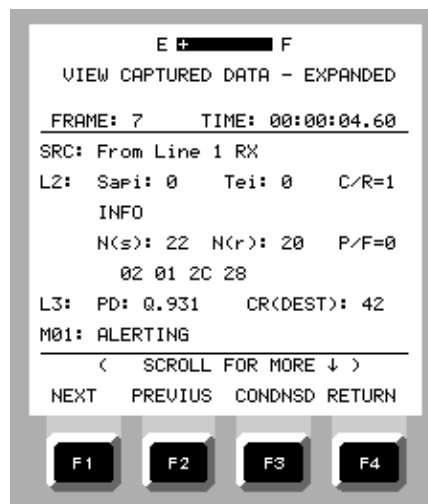 E + F
VIEW CAPTURED DATA - EXPANDED
FRAME: 7 TIME: 00:00:04.60
SRC: From Line 1 RX
L2: Sapi: 0 Tei: 0 C/R=1
INFO
N(s): 22 N(r): 20 P/F=0
02 01 2C 28
L3: PD: Q.931 CR(DEST): 42
M01: ALERTING
( SCROLL FOR MORE ↓ )
NEXT PREVIUS CONDNSD RETURN
F1 F2 F3 F4